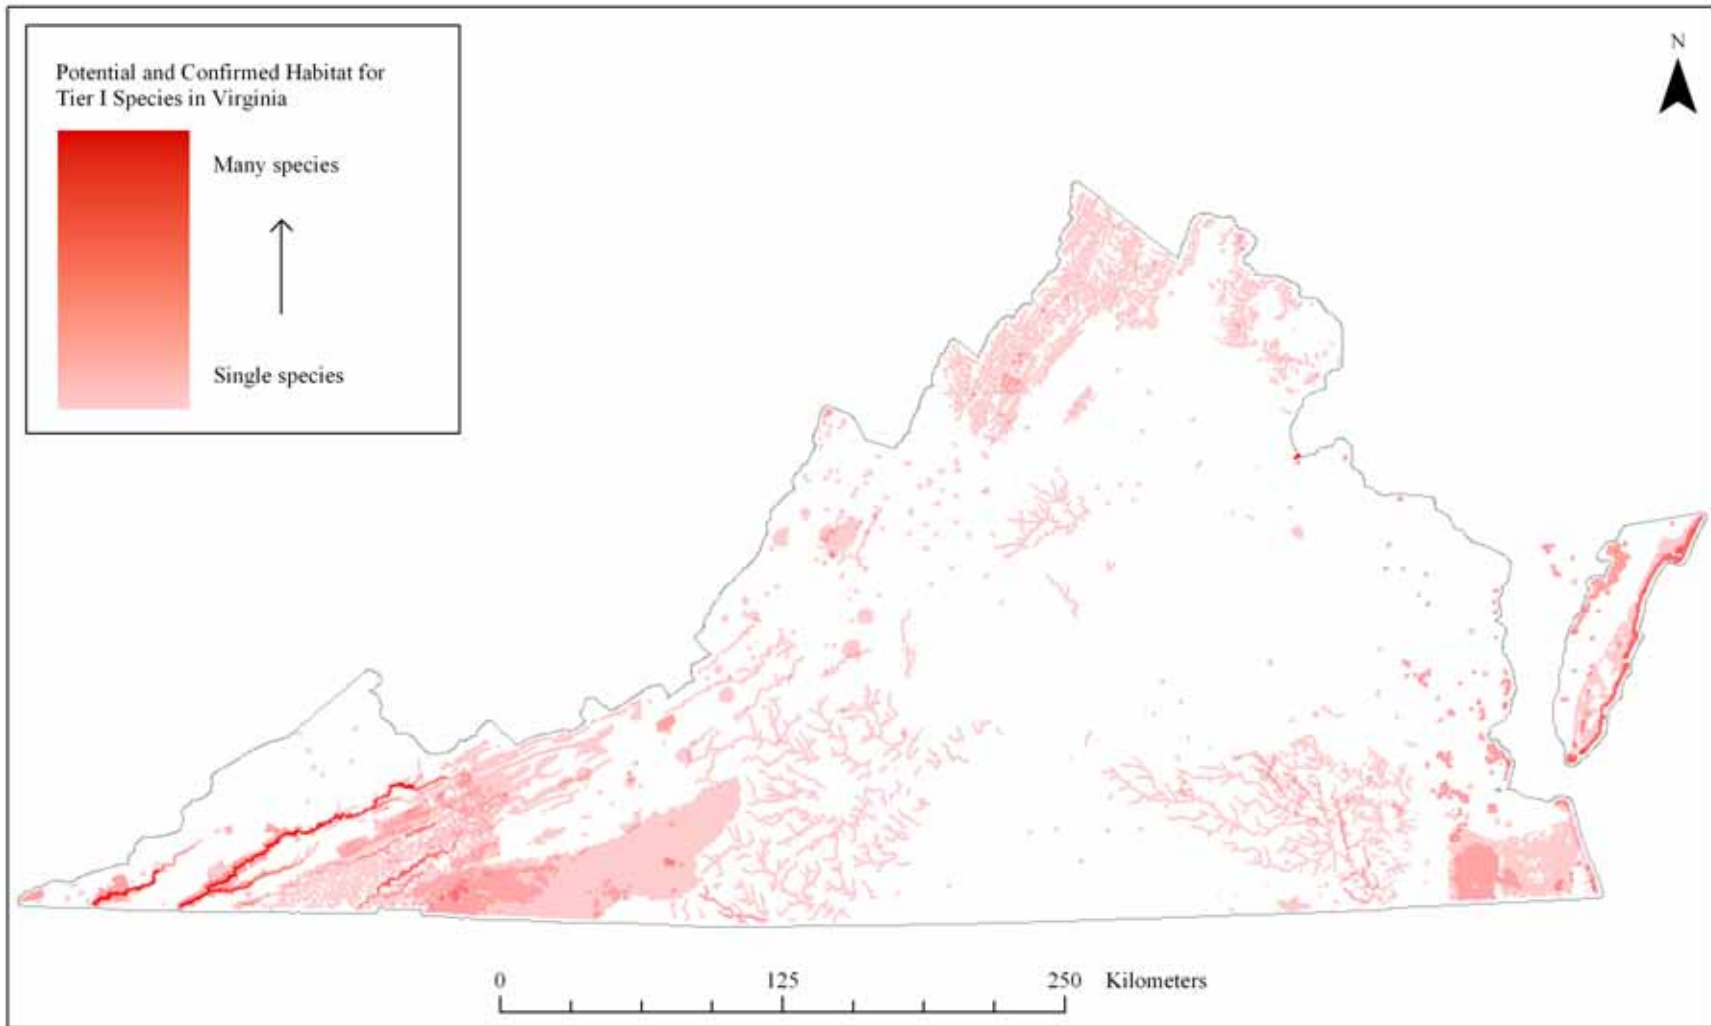 Potential and Confirmed Habitat for
Tier I Species in Virginia
Many species
Single species
N
0 125 250 Kilometers